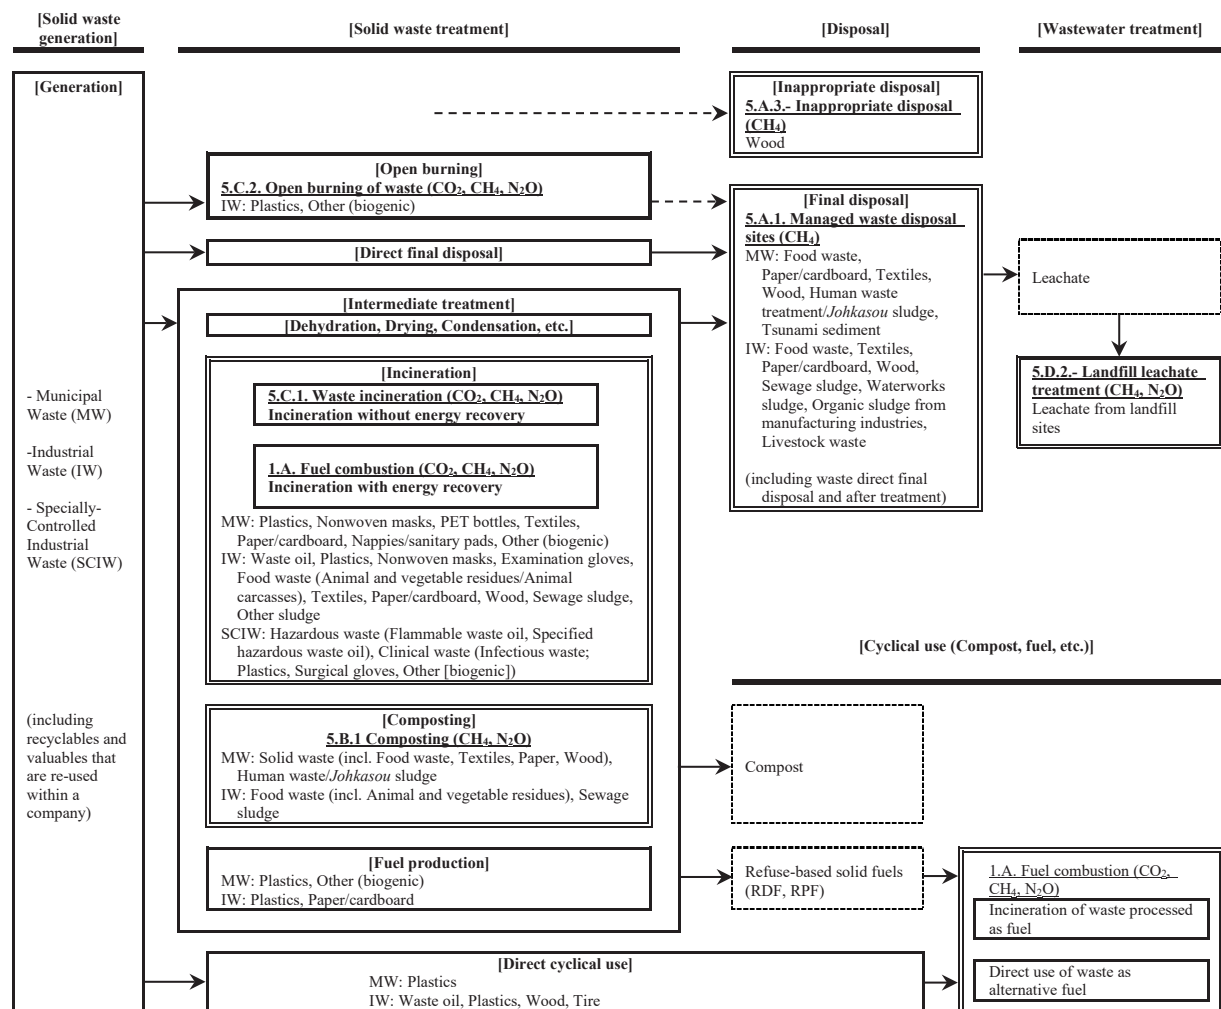 [Solid waste
generation]
[Solid waste treatment]
[Disposal]
[Wastewater treatment]
[Generation]
- Municipal
Waste (MW)
-Industrial
Waste (IW)
- Specially-
Controlled
Industrial
Waste (SCIW)
(including
recyclables and
valuables that
are re-used
within a
company)
[Inappropriate disposal]
5.A.3.- Inappropriate disposal
(CH₄)
Wood
[Open burning]
5.C.2. Open burning of waste (CO₂, CH₄, N₂O)
IW: Plastics, Other (biogenic)
[Direct final disposal]
[Intermediate treatment]
[Dehydration, Drying, Condensation, etc.]
[Incineration]
5.C.1. Waste incineration (CO₂, CH₄, N₂O)
Incineration without energy recovery
1.A. Fuel combustion (CO₂, CH₄, N₂O)
Incineration with energy recovery
MW: Plastics, Nonwoven masks, PET bottles, Textiles,
Paper/cardboard, Nappies/sanitary pads, Other (biogenic)
IW: Waste oil, Plastics, Nonwoven masks, Examination gloves,
Food waste (Animal and vegetable residues/Animal
carcasses), Textiles, Paper/cardboard, Wood, Sewage sludge,
Other sludge
SCIW: Hazardous waste (Flammable waste oil, Specified
hazardous waste oil), Clinical waste (Infectious waste;
Plastics, Surgical gloves, Other [biogenic])
[Composting]
5.B.1 Composting (CH₄, N₂O)
MW: Solid waste (incl. Food waste, Textiles, Paper, Wood),
Human waste/Johkasou sludge
IW: Food waste (incl. Animal and vegetable residues), Sewage
sludge
[Fuel production]
MW: Plastics, Other (biogenic)
IW: Plastics, Paper/cardboard
[Direct cyclical use]
MW: Plastics
IW: Waste oil, Plastics, Wood, Tire
[Final disposal]
5.A.1. Managed waste disposal
sites (CH₄)
MW: Food waste,
Paper/cardboard, Textiles,
Wood, Human waste
treatment/Johkasou sludge,
Tsunami sediment
IW: Food waste, Textiles,
Paper/cardboard, Wood,
Sewage sludge, Waterworks
sludge, Organic sludge from
manufacturing industries,
Livestock waste
(including waste direct final
disposal and after treatment)
Leachate
5.D.2.- Landfill leachate
treatment (CH₄, N₂O)
Leachate from landfill
sites
[Cyclical use (Compost, fuel, etc.)]
Compost
Refuse-based solid fuels
(RDF, RPF)
1.A. Fuel combustion (CO₂,
CH₄, N₂O)
Incineration of waste processed
as fuel
Direct use of waste as
alternative fuel